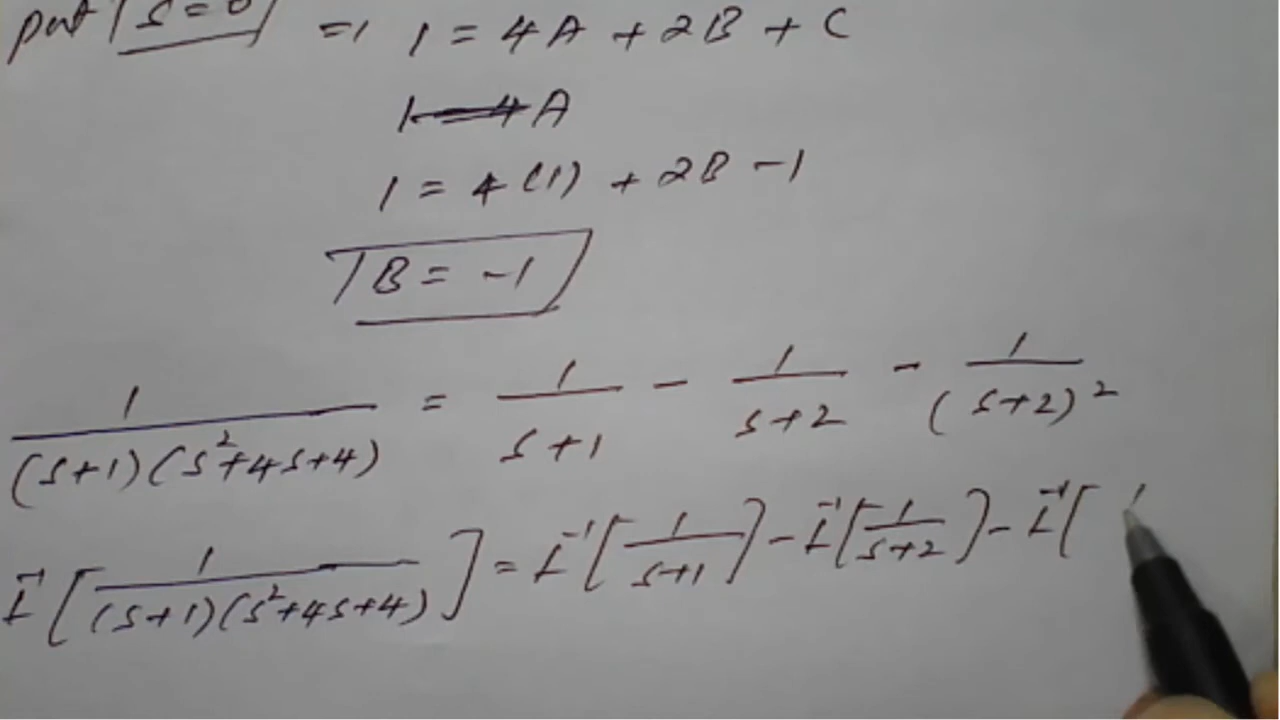 put s=0 ⇒ 1 = 4A + 2B + C
1 = 4A
1 = 4(1) + 2B - 1
B = -1
1/((s+1)(s²+4s+4)) = 1/(s+1) - 1/(s+2) - 1/(s+2)²
L⁻¹[1/((s+1)(s²+4s+4))] = L⁻¹[1/(s+1)] - L⁻¹[1/(s+2)] - L⁻¹[1